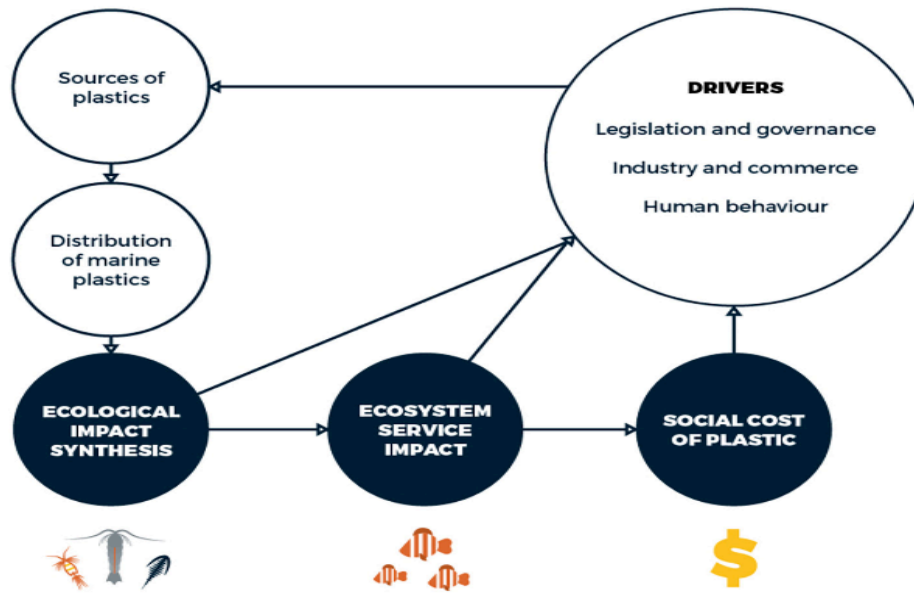 Sources of
plastics
DRIVERS
Legislation and governance
Industry and commerce
Human behaviour
Distribution
of marine
plastics
ECOLOGICAL
IMPACT
SYNTHESIS
ECOSYSTEM
SERVICE
IMPACT
SOCIAL COST
OF PLASTIC
$